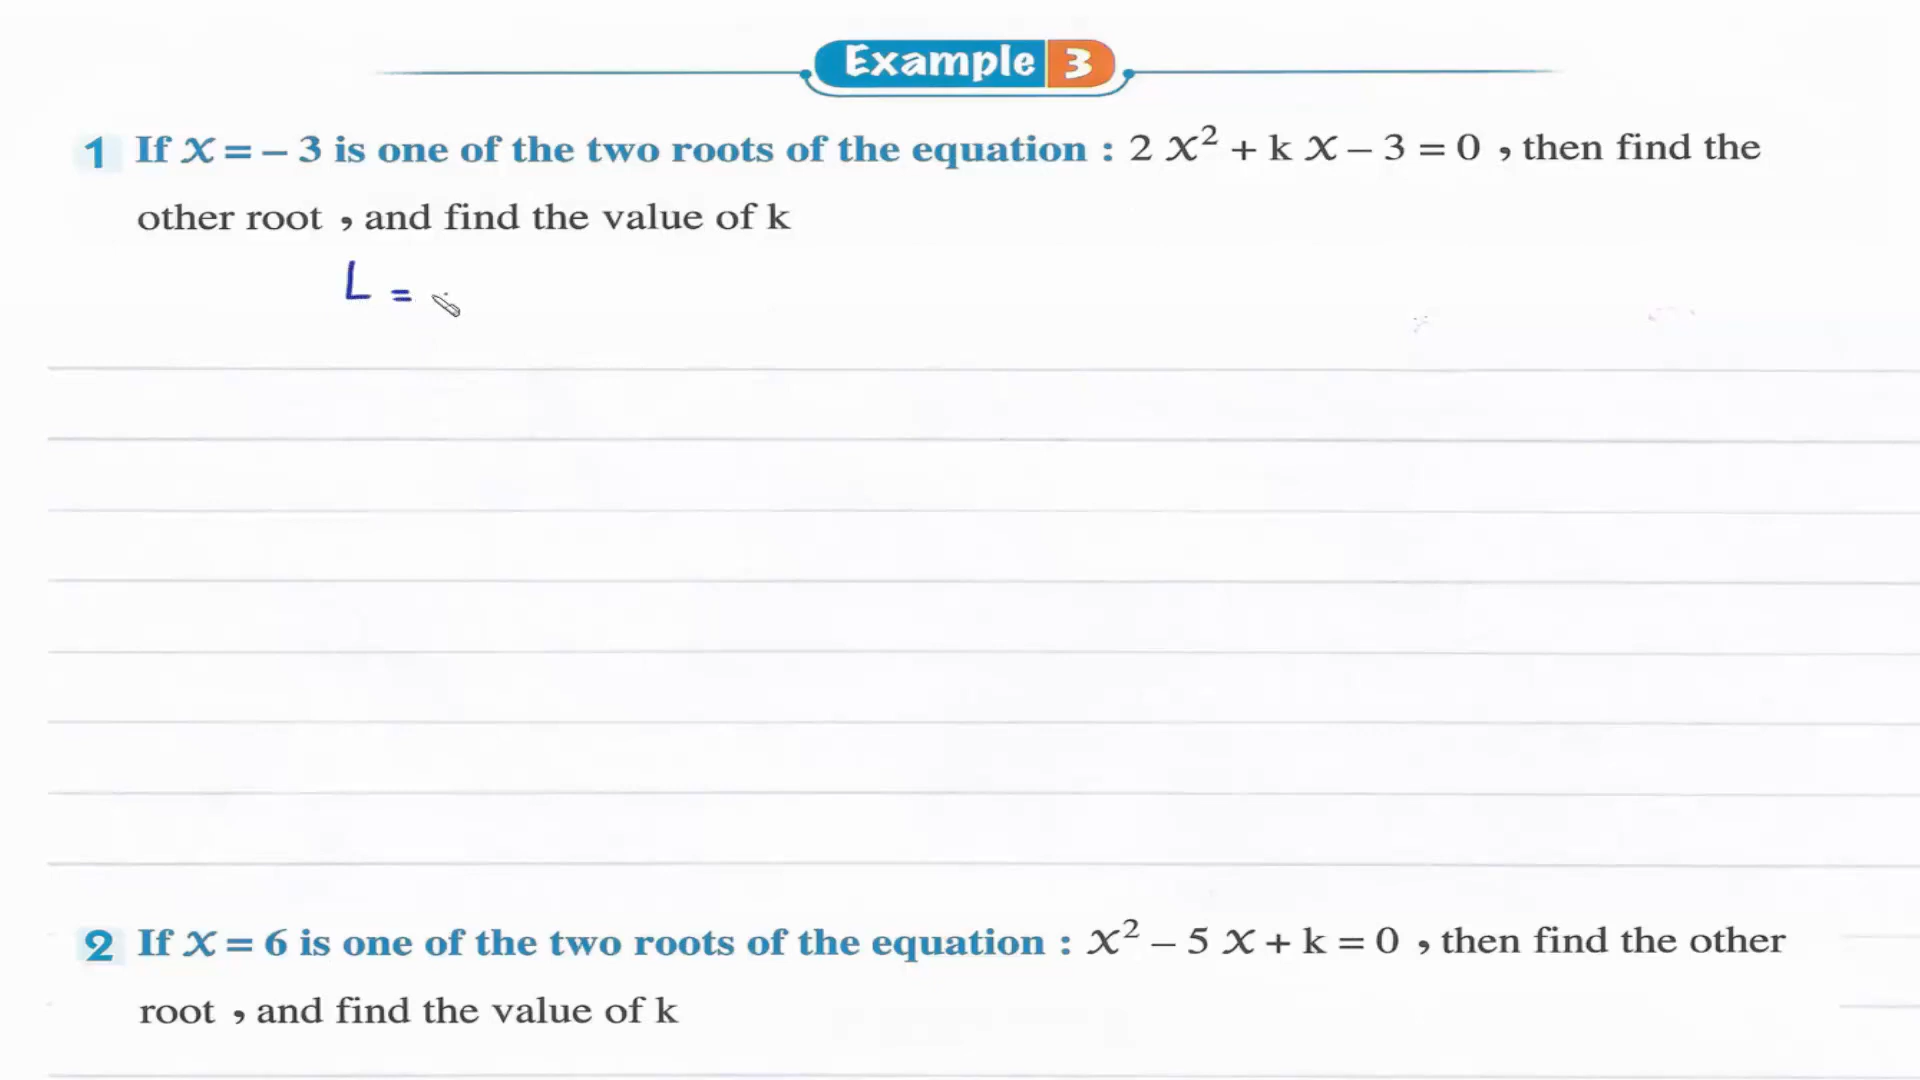 Example 3
1 If x = – 3 is one of the two roots of the equation : 2 x² + k x – 3 = 0 , then find the
other root , and find the value of k
L =
2 If x = 6 is one of the two roots of the equation : x² – 5 x + k = 0 , then find the other
root , and find the value of k